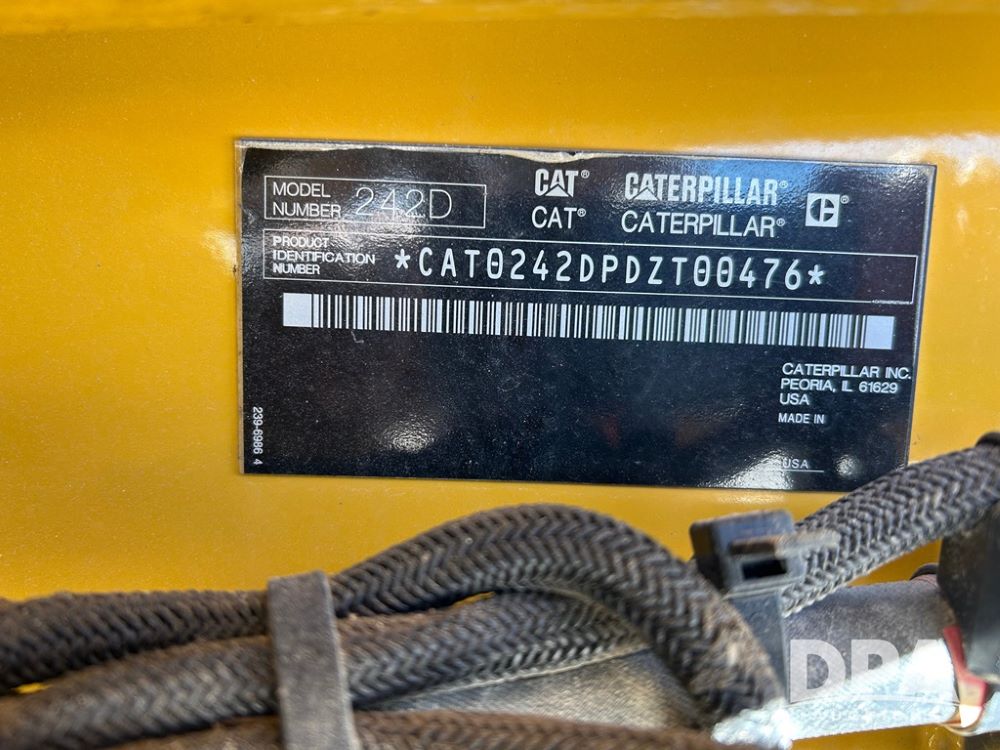 MODEL
NUMBER 242D
CAT® CATERPILLAR®
CAT® CATERPILLAR®
PRODUCT
IDENTIFICATION
NUMBER
*CAT0242DPDZT00476*
CATERPILLAR INC.
PEORIA, IL 61629
USA
MADE IN
USA
239-6986 4
DPA